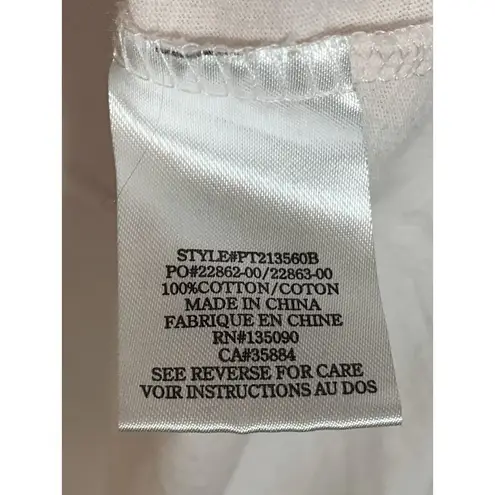 STYLE#PT213560B
PO#22862-00/22863-00
100%COTTON/COTON
MADE IN CHINA
FABRIQUE EN CHINE
RN#135090
CA#35884
SEE REVERSE FOR CARE
VOIR INSTRUCTIONS AU DOS